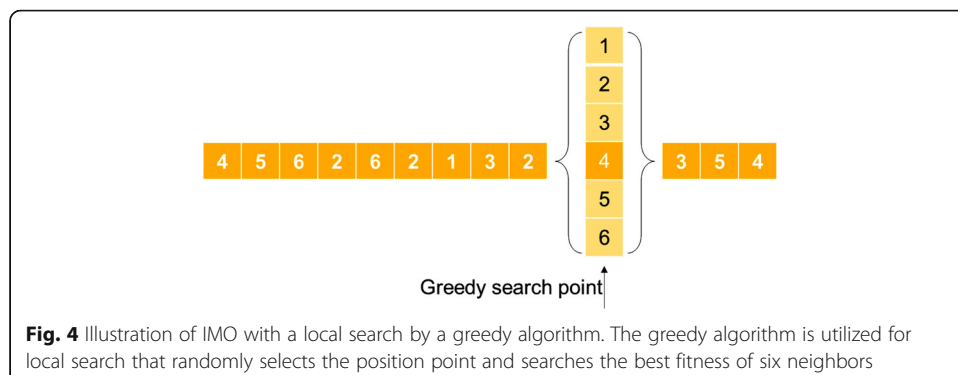 1
2
3
4 5 6 2 6 2 1 3 2 4 3 5 4
5
6
Greedy search point
Fig. 4 Illustration of IMO with a local search by a greedy algorithm. The greedy algorithm is utilized for
local search that randomly selects the position point and searches the best fitness of six neighbors